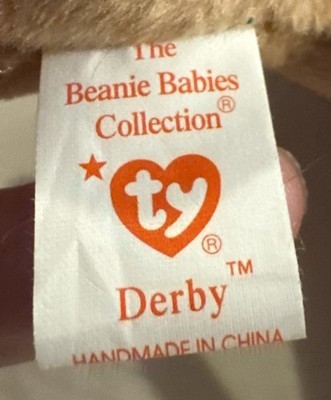 The
Beanie Babies
Collection®
ty®
Derby™
HANDMADE IN CHINA